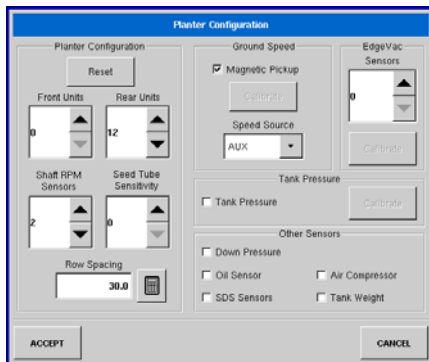 Planter Configuration
Planter Configuration
Reset
Front Units
Rear Units
0
12
Shaft RPM Sensors
Seed Tube Sensitivity
2
0
Row Spacing
30.0
Ground Speed
Magnetic Pickup
Calibrate
Speed Source
AUX
EdgeVac Sensors
0
Calibrate
Tank Pressure
Tank Pressure
Calibrate
Other Sensors
Down Pressure
Oil Sensor
Air Compressor
SDS Sensors
Tank Weight
ACCEPT
CANCEL